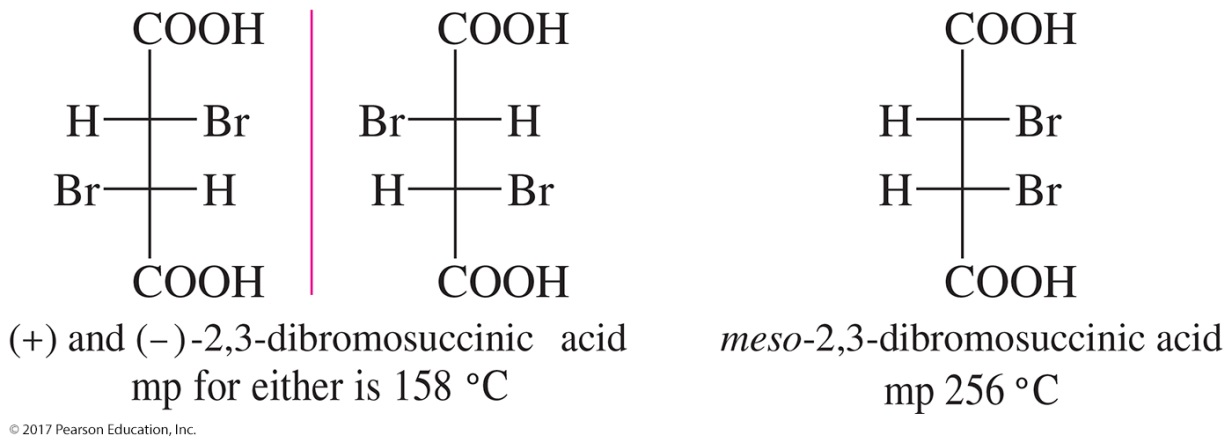 COOH COOH COOH
H Br Br H H Br
Br H H Br H Br
COOH COOH COOH
(+) and (−)-2,3-dibromosuccinic acid meso-2,3-dibromosuccinic acid
mp for either is 158 °C mp 256 °C
© 2017 Pearson Education, Inc.